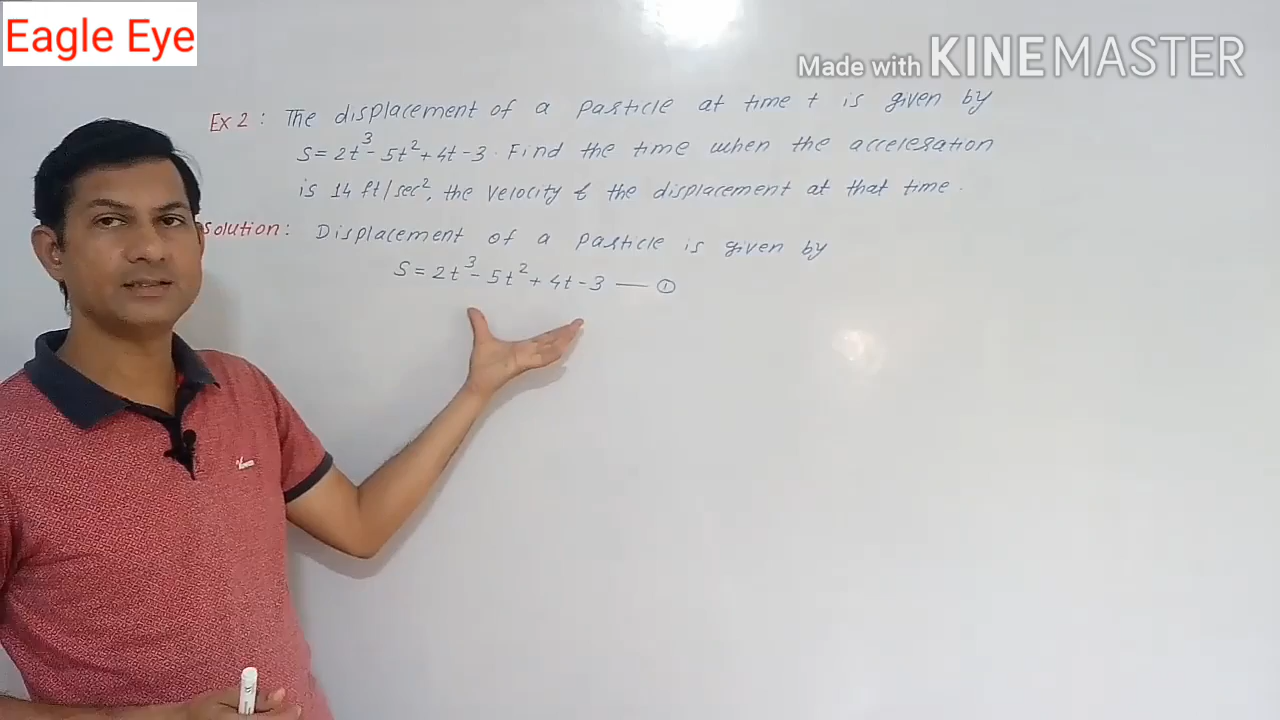 Eagle Eye
Made with KINEMASTER
Ex 2 : The displacement of a particle at time t is given by
S = 2t³ - 5t² + 4t - 3 . Find the time when the acceleration
is 14 ft/sec², the velocity & the displacement at that time .
Solution : Displacement of a particle is given by
S = 2t³ - 5t² + 4t - 3 —— ①